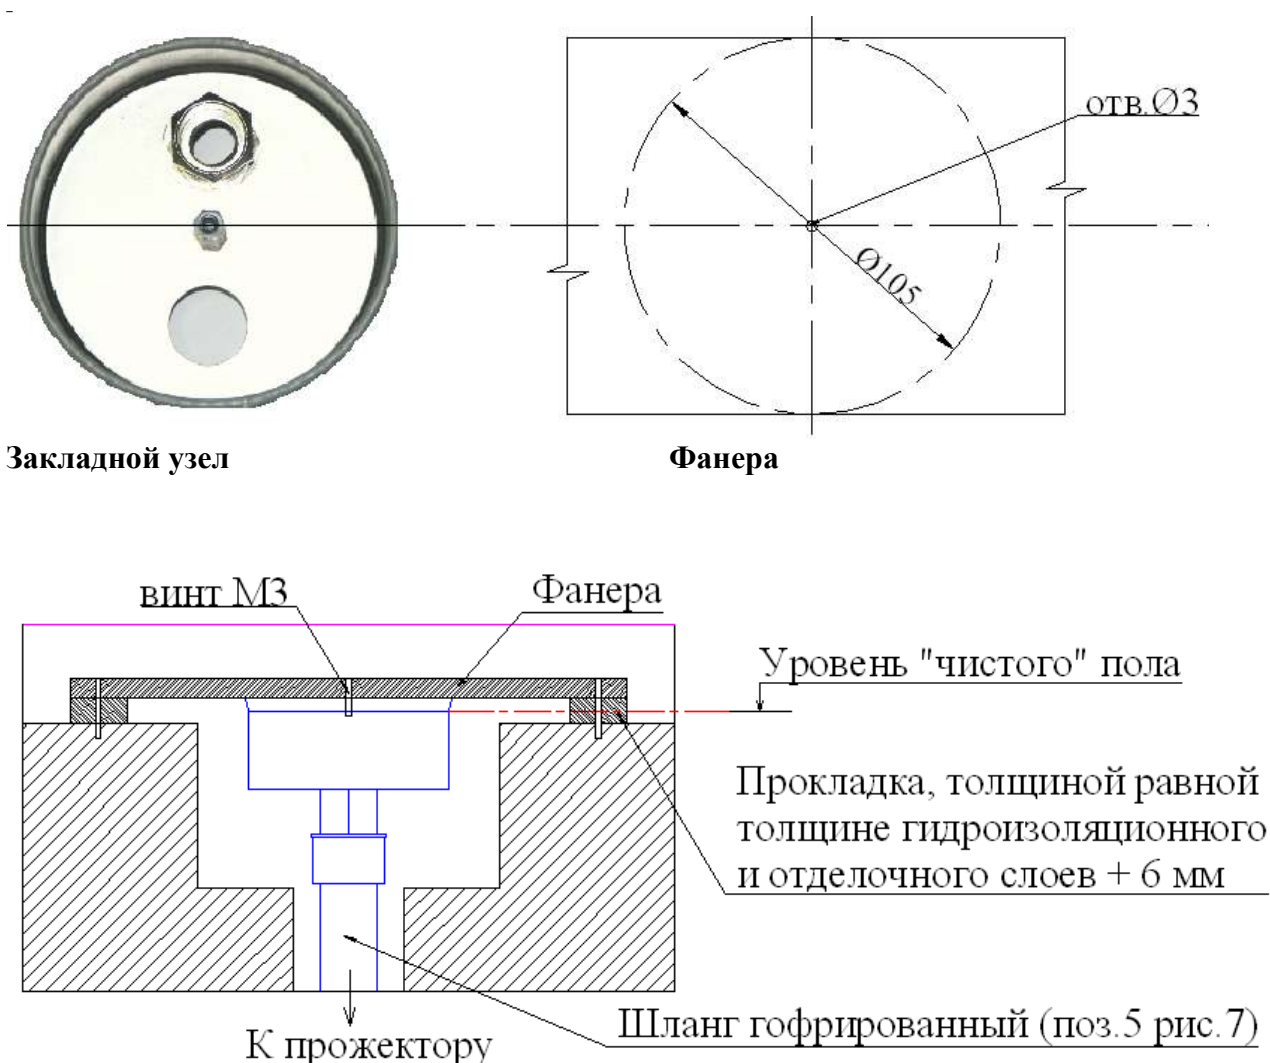 отв.Ø3
Ø105
Закладной узел
Фанера
винт М3
Фанера
Уровень "чистого" пола
Прокладка, толщиной равной
толщине гидроизоляционного
и отделочного слоев + 6 мм
Шланг гофрированный (поз.5 рис.7)
К прожектору